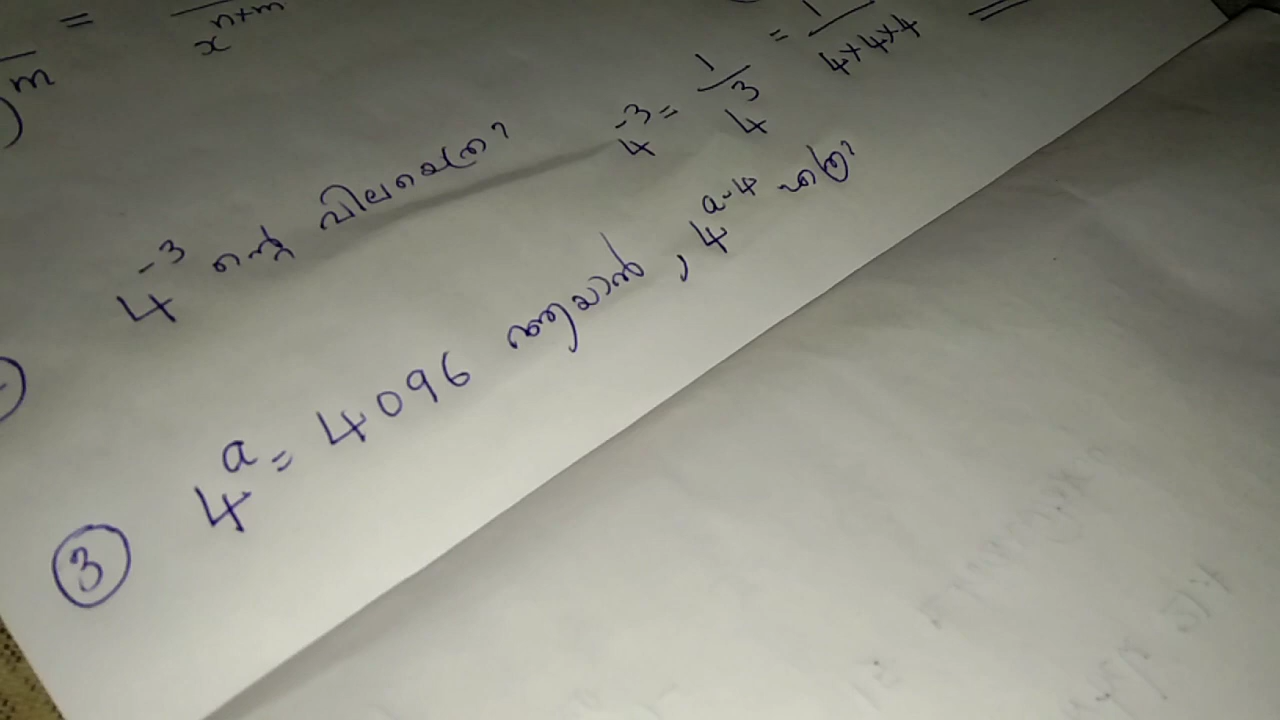 )^m = / x^(n+m)
4^-3 ന്റെ വിലയെത്ര? 4^-3 = 1/4^3 = 1/(4×4×4) =
③ 4^a = 4096 ആയാൽ, 4^(a-4) എത്ര?